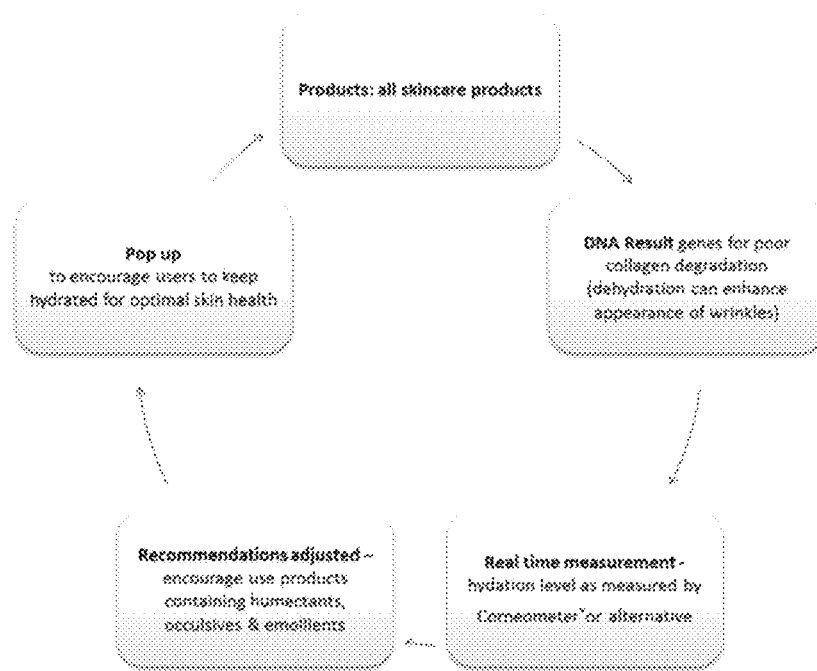 Products: all skincare products
DNA Result genes for poor
collagen degradation
(dehydration can enhance
appearance of wrinkles)
Real time measurement -
hydation level as measured by
Corneometer® or alternative
Recommendations adjusted ~
encourage use products
containing humectants,
occulsives & emollients
Pop up
to encourage users to keep
hydrated for optimal skin health